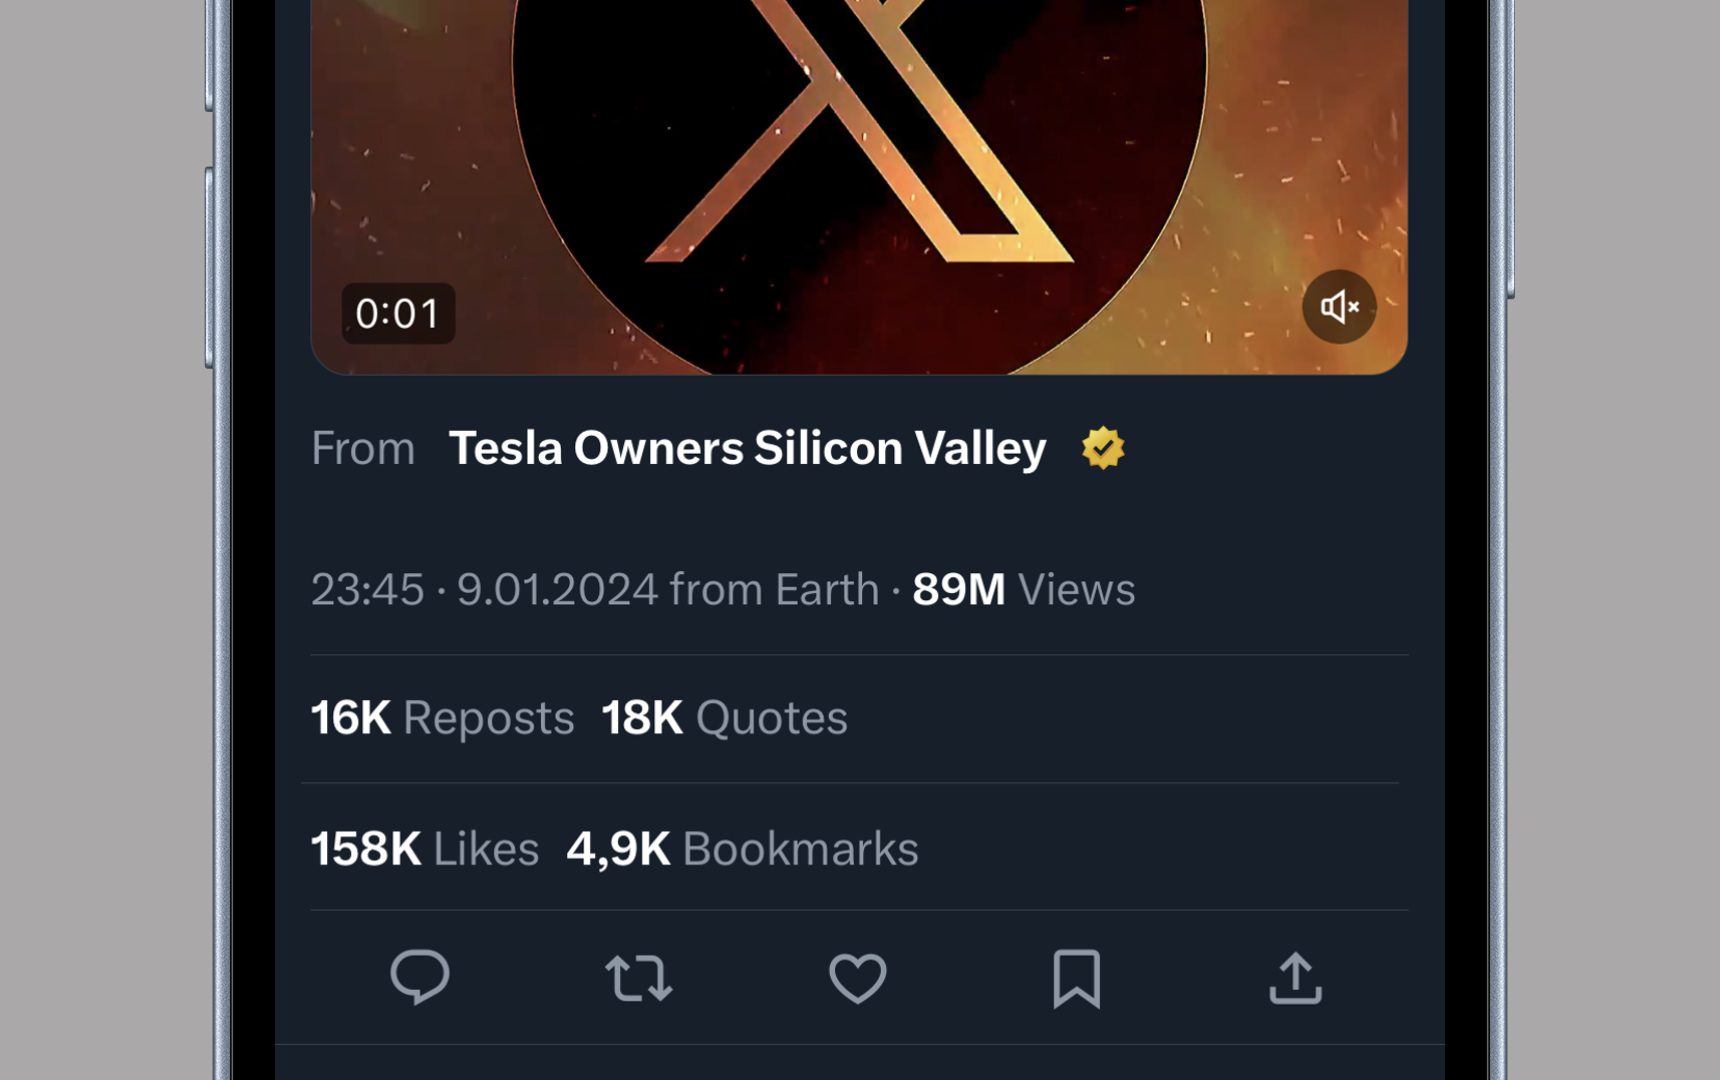 0:01
From Tesla Owners Silicon Valley
23:45 · 9.01.2024 from Earth · 89M Views
16K Reposts 18K Quotes
158K Likes 4,9K Bookmarks